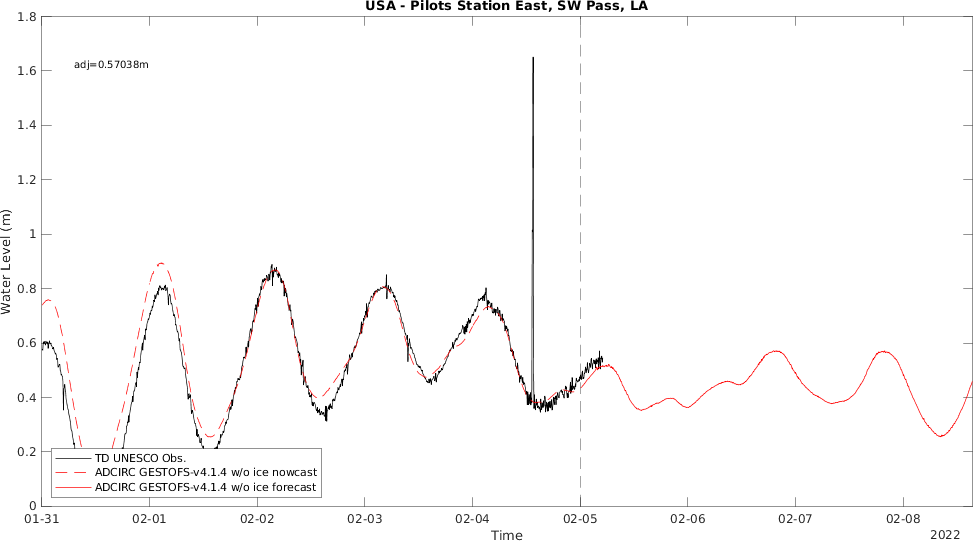 USA - Pilots Station East, SW Pass, LA
1.8
adj=0.57038m
1.6
1.4
1.2
1
0.8
0.6
0.4
0.2
0
Water Level (m)
TD UNESCO Obs.
ADCIRC GESTOFS-v4.1.4 w/o ice nowcast
ADCIRC GESTOFS-v4.1.4 w/o ice forecast
01-31 02-01 02-02 02-03 02-04 02-05 02-06 02-07 02-08
Time
2022